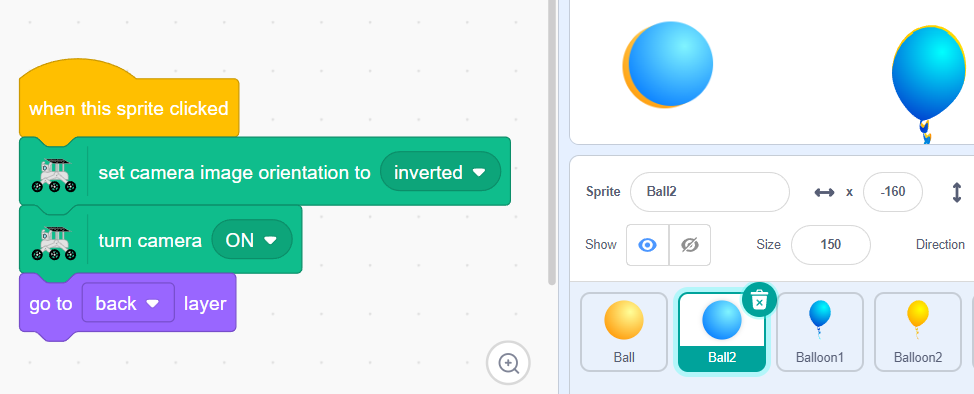 when this sprite clicked
set camera image orientation to inverted
turn camera ON
go to back layer
Sprite Ball2 x -160
Show Size 150 Direction
Ball Ball2 Balloon1 Balloon2